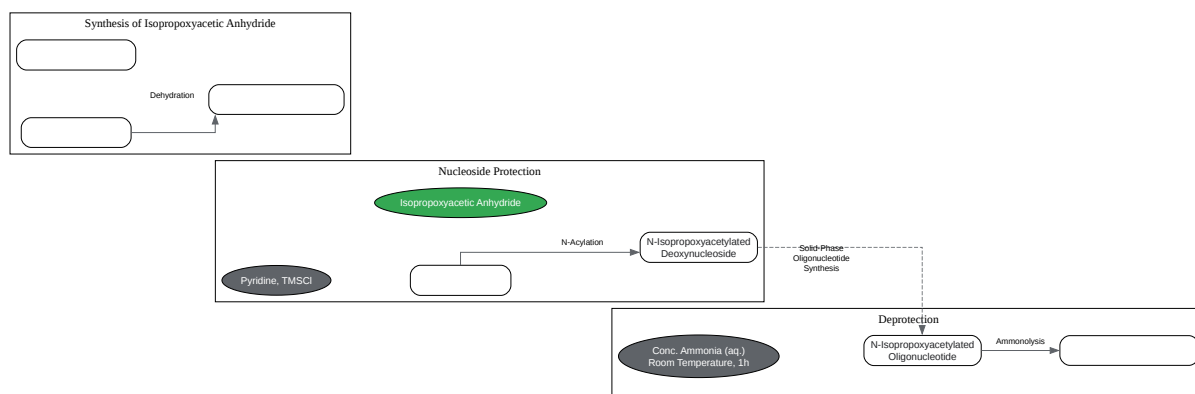 Synthesis of Isopropoxyacetic Anhydride
Dehydration
Nucleoside Protection
Isopropoxyacetic Anhydride
N-Acylation
N-Isopropoxyacetylated
Deoxynucleoside
Pyridine, TMSCl
Solid-Phase
Oligonucleotide
Synthesis
Deprotection
Conc. Ammonia (aq.)
Room Temperature, 1h
N-Isopropoxyacetylated
Oligonucleotide
Ammonolysis